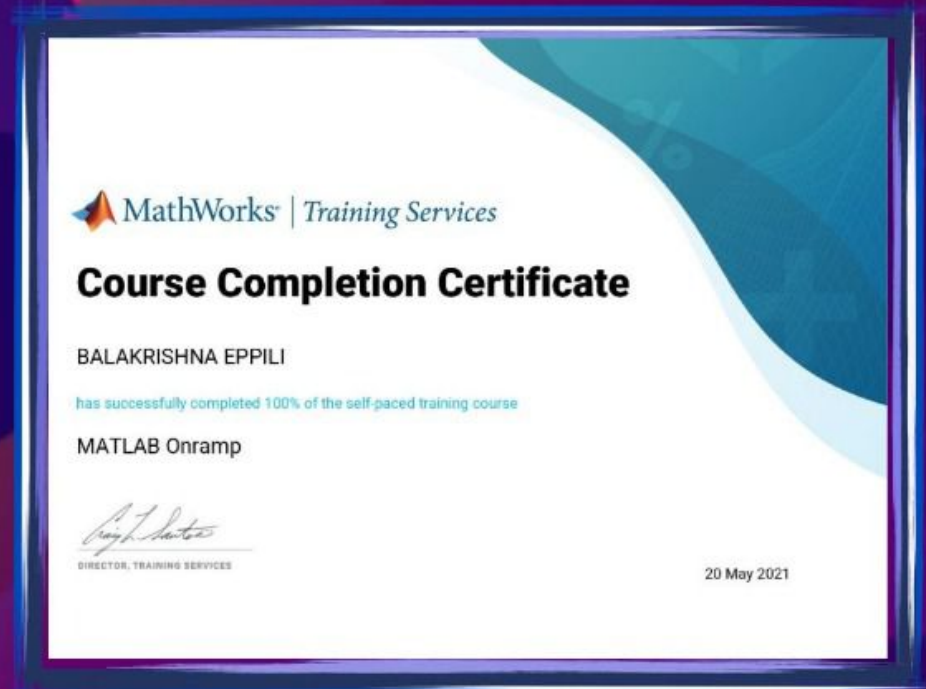 MathWorks® | Training Services
Course Completion Certificate
BALAKRISHNA EPPILI
has successfully completed 100% of the self-paced training course
MATLAB Onramp
DIRECTOR, TRAINING SERVICES
20 May 2021